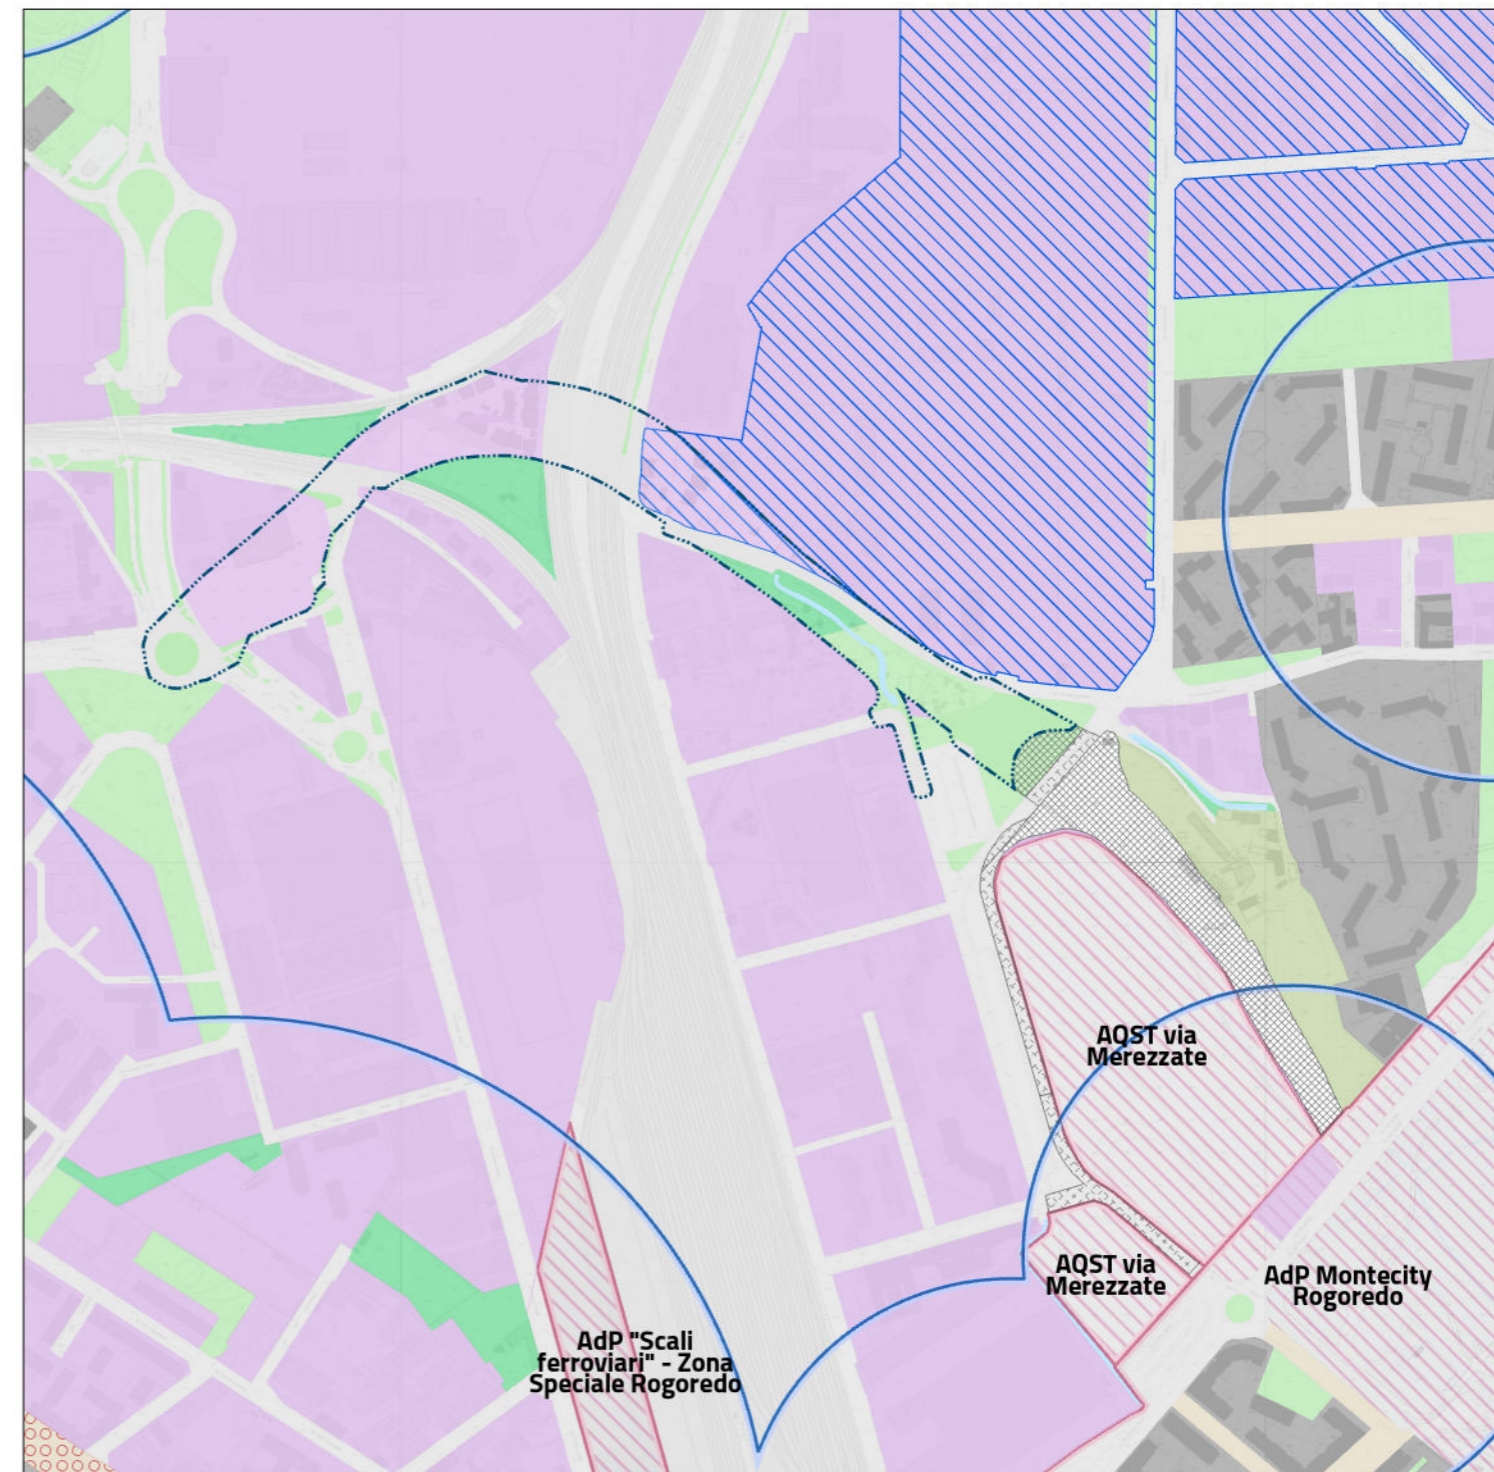 AQST via
Merezzate
AQST via
Merezzate
AdP Montecity
Rogoredo
AdP "Scali
ferroviari" - Zona
Speciale Rogoredo